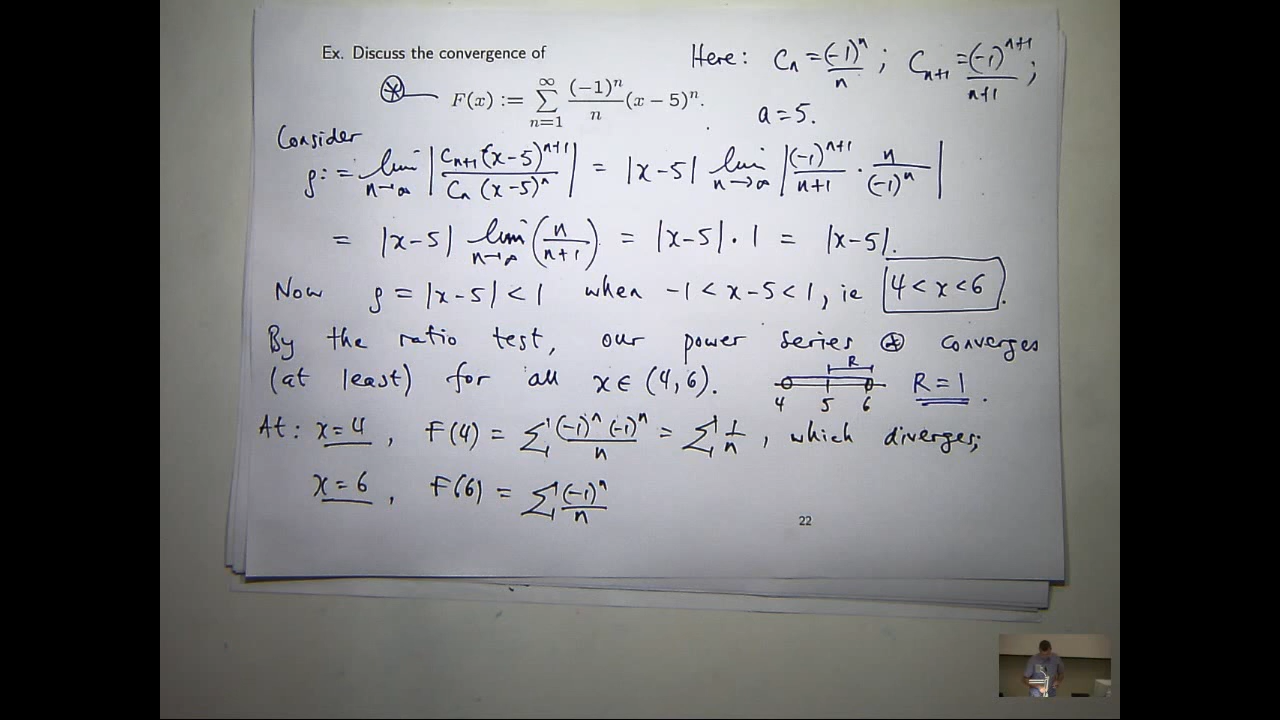 Ex. Discuss the convergence of
Here: Cₙ = (-1)ⁿ/n ; Cₙ₊₁ = (-1)ⁿ⁺¹/n+1 ;
⊛ F(x) := ∑_{n=1}^{∞} (-1)ⁿ/n (x − 5)ⁿ.
a = 5.
Consider
ρ := lim_{n→∞} | Cₙ₊₁(x-5)ⁿ⁺¹ / Cₙ(x-5)ⁿ | = |x-5| lim_{n→∞} | (-1)ⁿ⁺¹/n+1 · n/(-1)ⁿ |
= |x-5| lim_{n→∞} (n/n+1) = |x-5| · 1 = |x-5|.
Now ρ = |x-5| < 1 when -1 < x-5 < 1, ie 4 < x < 6 .
By the ratio test, our power series ⊛ converges
(at least) for all x ∈ (4, 6). R 4 5 6 R = 1 .
At: x = 4 , F(4) = ∑ (-1)ⁿ(-1)ⁿ/n = ∑ 1/n , which diverges;
x = 6 , F(6) = ∑ (-1)ⁿ/n
22